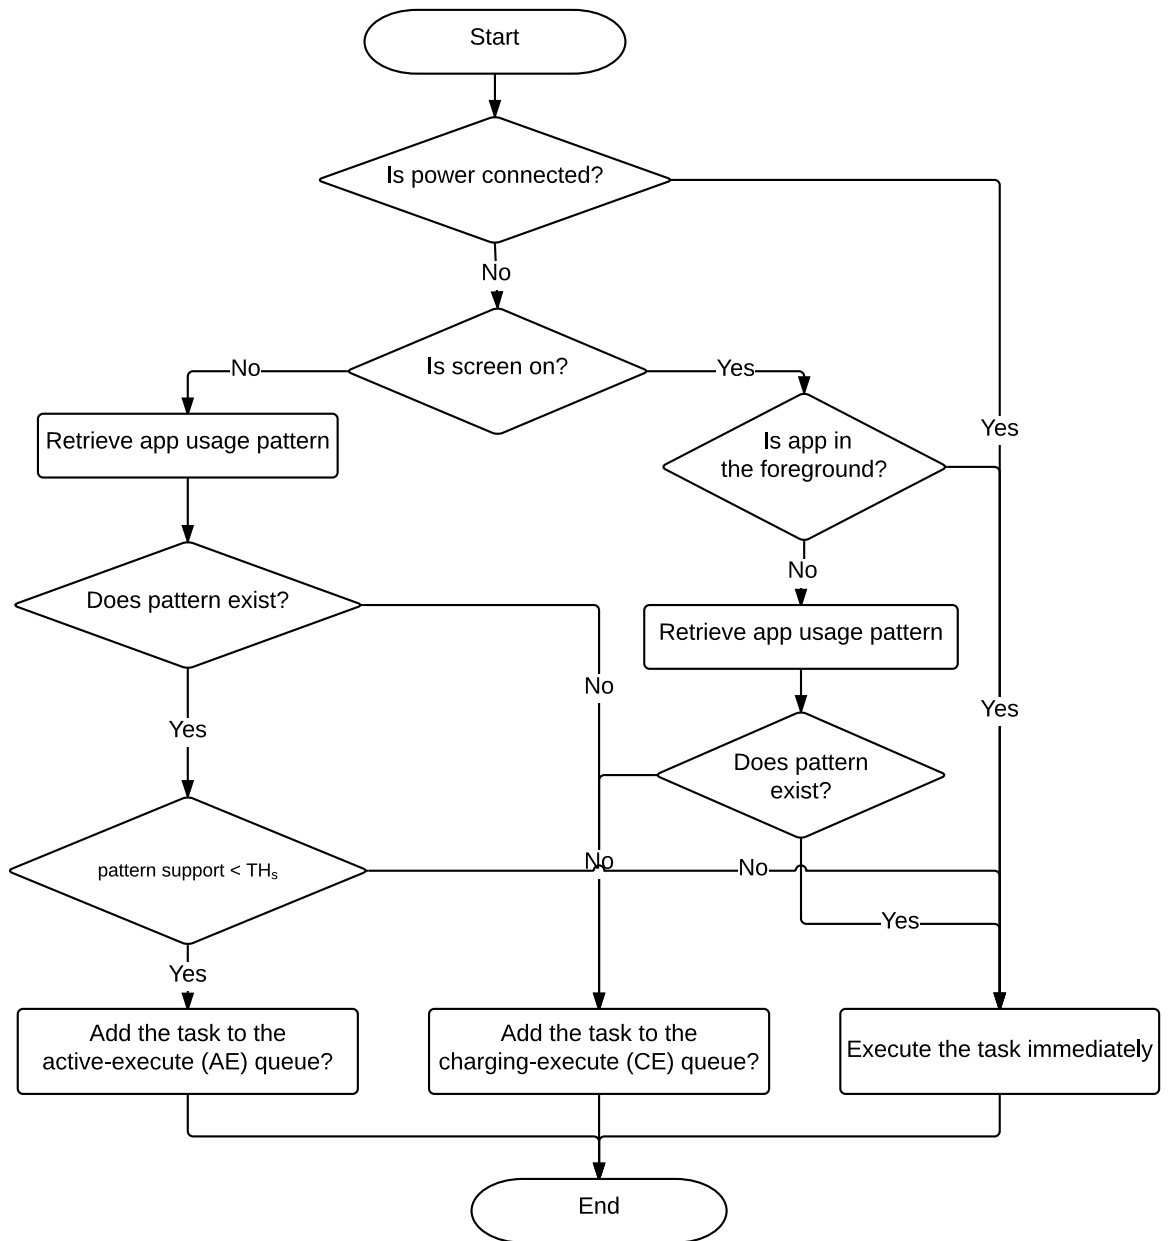 Start
Is power connected?
No
Is screen on?
No
Yes
Retrieve app usage pattern
Is app in
the foreground?
Yes
No
Does pattern exist?
Retrieve app usage pattern
No
Yes
Yes
Does pattern
exist?
pattern support < THs
No
No
Yes
Yes
Add the task to the
active-execute (AE) queue?
Add the task to the
charging-execute (CE) queue?
Execute the task immediately
End